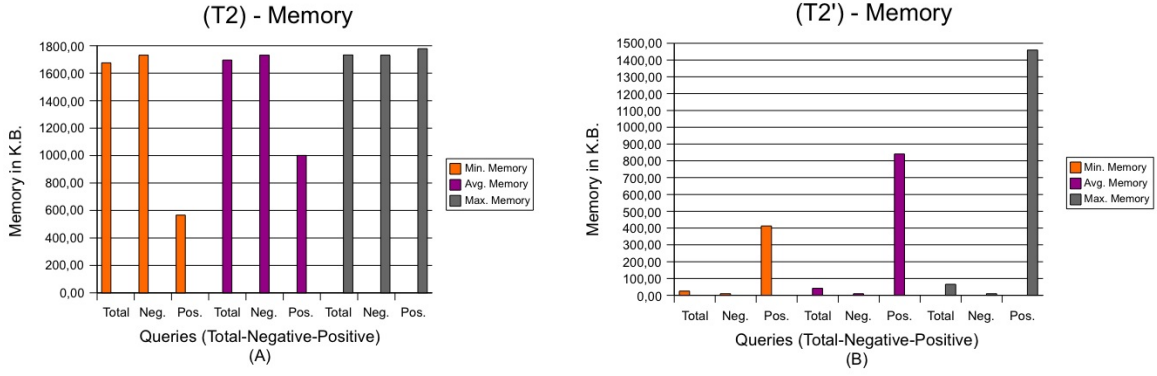 (T2) - Memory
1800,00
1600,00
1400,00
1200,00
1000,00
800,00
600,00
400,00
200,00
0,00
Memory in K.B.
Total Neg. Pos. Total Neg. Pos. Total Neg. Pos.
Queries (Total-Negative-Positive)
(A)
Min. Memory
Avg. Memory
Max. Memory
(T2') - Memory
1500,00
1400,00
1300,00
1200,00
1100,00
1000,00
900,00
800,00
700,00
600,00
500,00
400,00
300,00
200,00
100,00
0,00
Memory in K.B.
Total Neg. Pos. Total Neg. Pos. Total Neg. Pos.
Queries (Total-Negative-Positive)
(B)
Min. Memory
Avg. Memory
Max. Memory